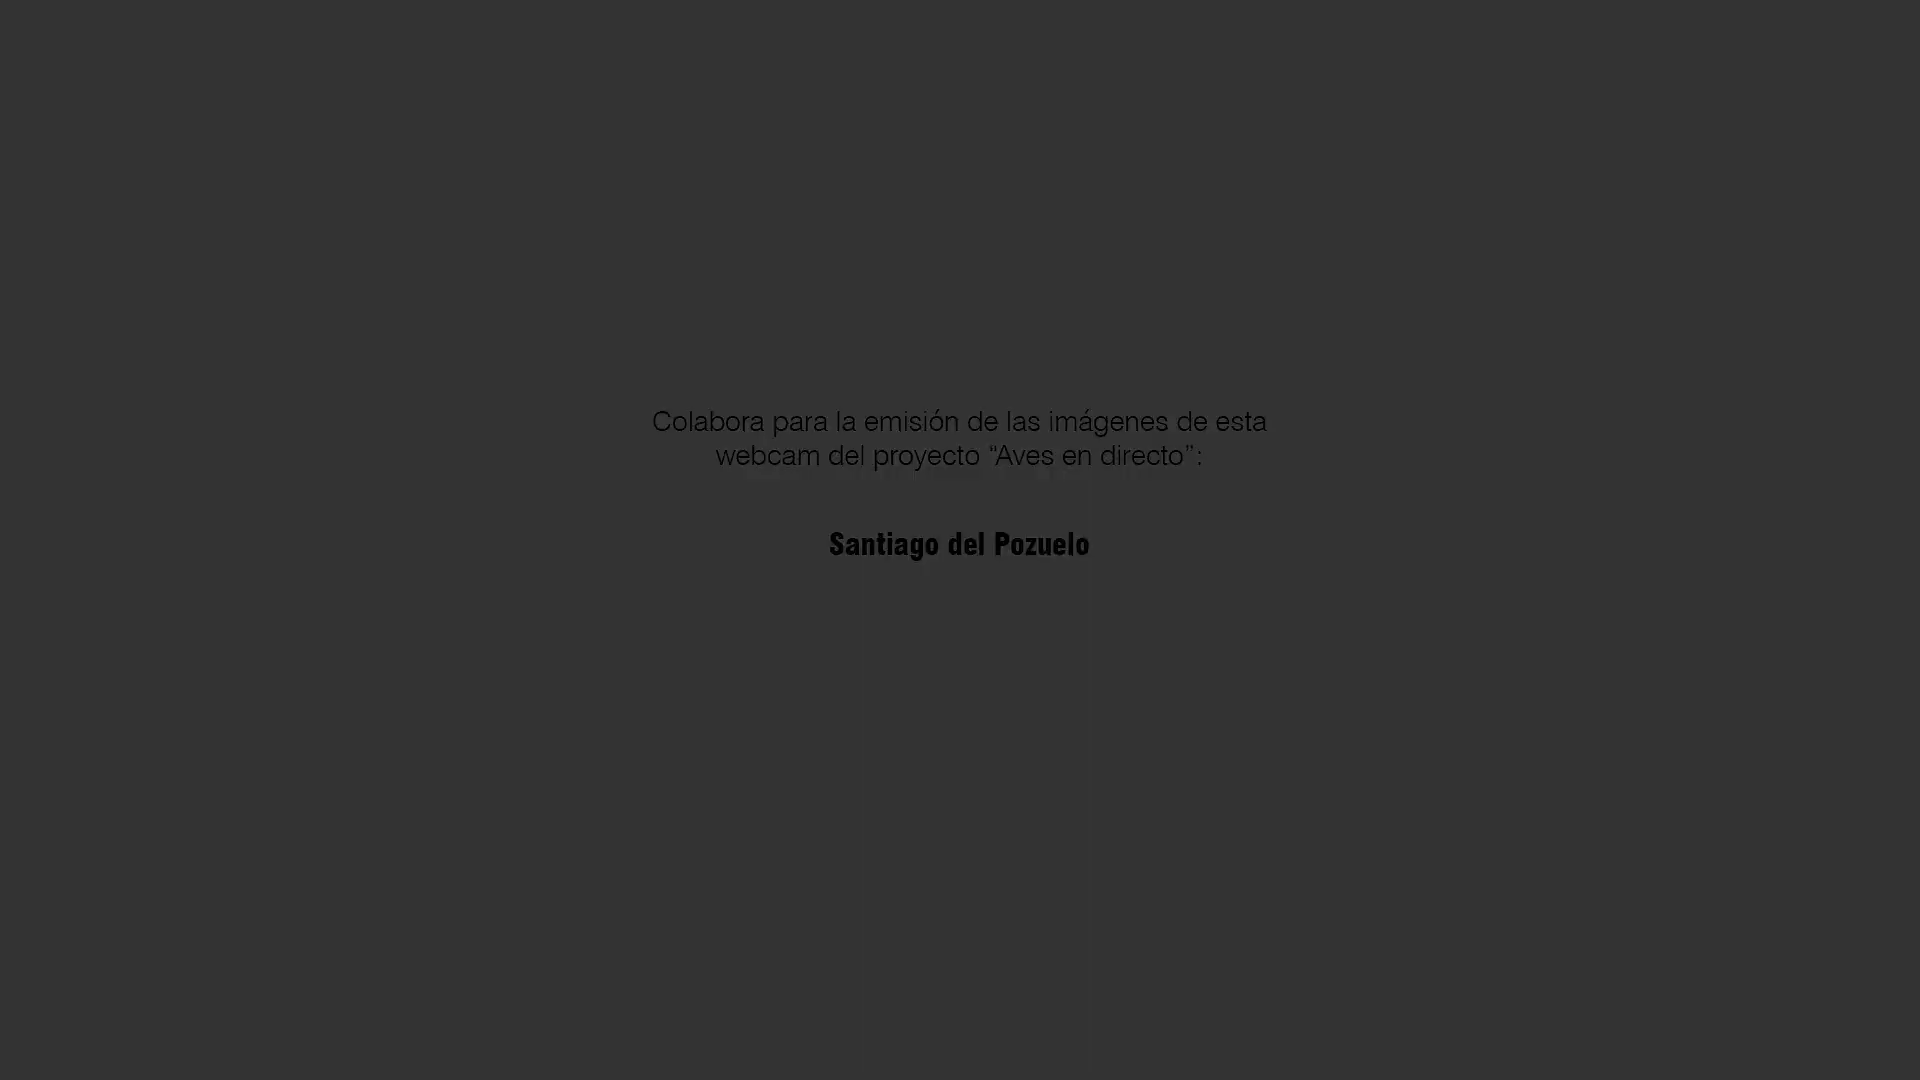 Colabora para la emisión de las imágenes de esta
webcam del proyecto “Aves en directo”:
Santiago del Pozuelo